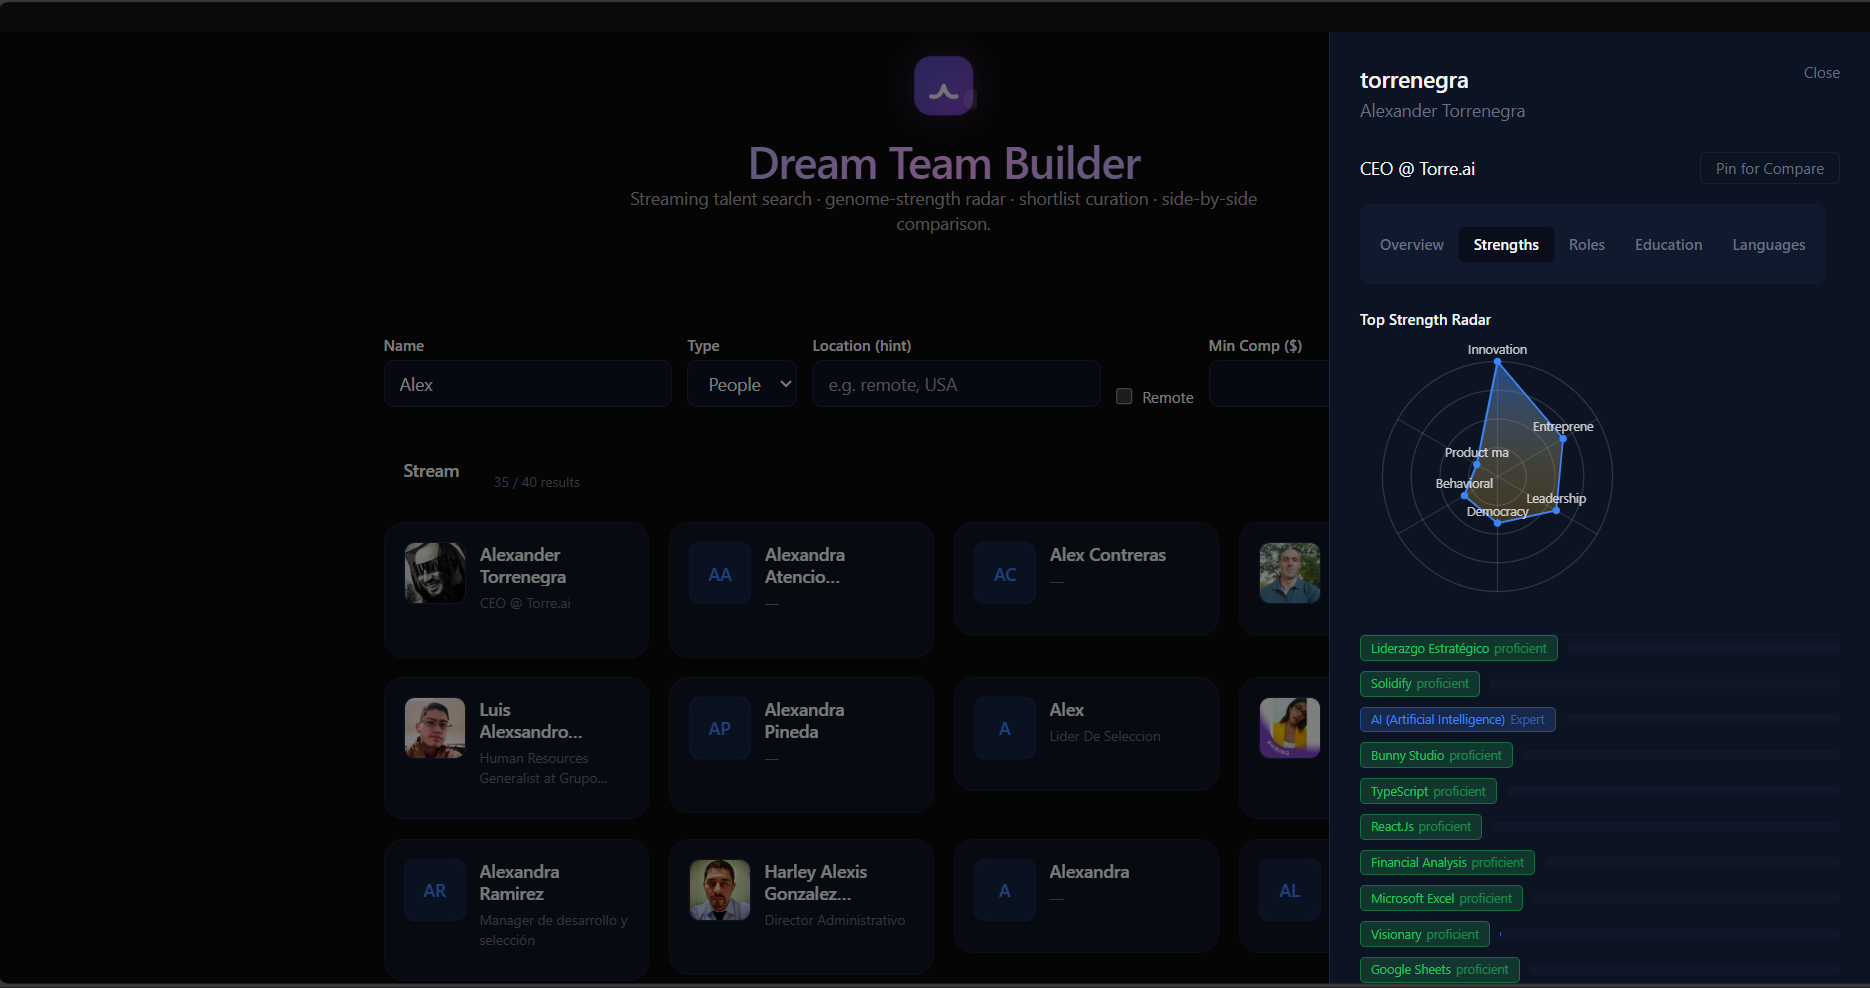 Dream Team Builder
Streaming talent search · genome-strength radar · shortlist curation · side-by-side
comparison.
Name
Type
Location (hint)
Min Comp ($)
Alex
People
e.g. remote, USA
Remote
Stream
35 / 40 results
Alexander
Torrenegra
CEO @ Torre.ai
AA
Alexandra
Atencio...
—
AC
Alex Contreras
—
Luis
Alexsandro...
Human Resources
Generalist at Grupo...
AP
Alexandra
Pineda
—
A
Alex
Lider De Seleccion
AR
Alexandra
Ramirez
Manager de desarrollo y
selección
Harley Alexis
Gonzalez...
Director Administrativo
A
Alexandra
—
AL
torrenegra
Close
Alexander Torrenegra
CEO @ Torre.ai
Pin for Compare
Overview
Strengths
Roles
Education
Languages
Top Strength Radar
Innovation
Entreprene
Product ma
Behavioral
Leadership
Democracy
Liderazgo Estratégico proficient
Solidify proficient
AI (Artificial Intelligence) Expert
Bunny Studio proficient
TypeScript proficient
React.Js proficient
Financial Analysis proficient
Microsoft Excel proficient
Visionary proficient
Google Sheets proficient